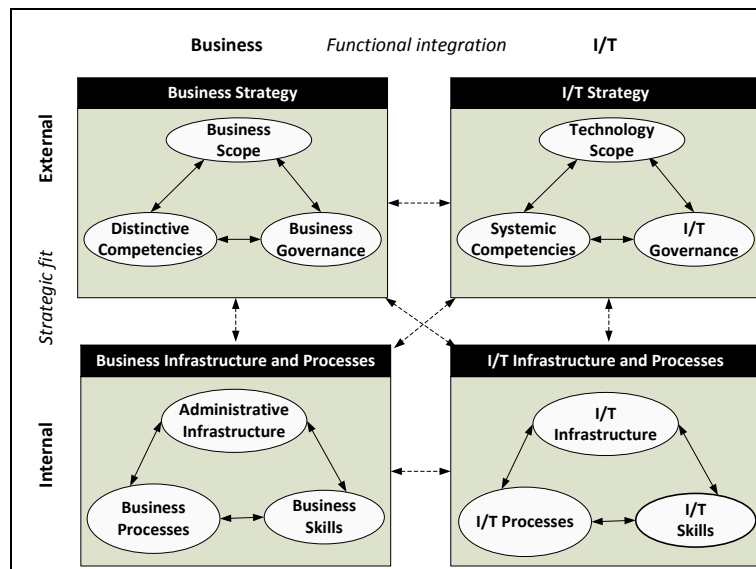 Business Functional integration I/T
External
Strategic fit
Internal
Business Strategy
Business
Scope
Distinctive
Competencies
Business
Governance
I/T Strategy
Technology
Scope
Systemic
Competencies
I/T
Governance
Business Infrastructure and Processes
Administrative
Infrastructure
Business
Processes
Business
Skills
I/T Infrastructure and Processes
I/T
Infrastructure
I/T Processes
I/T
Skills